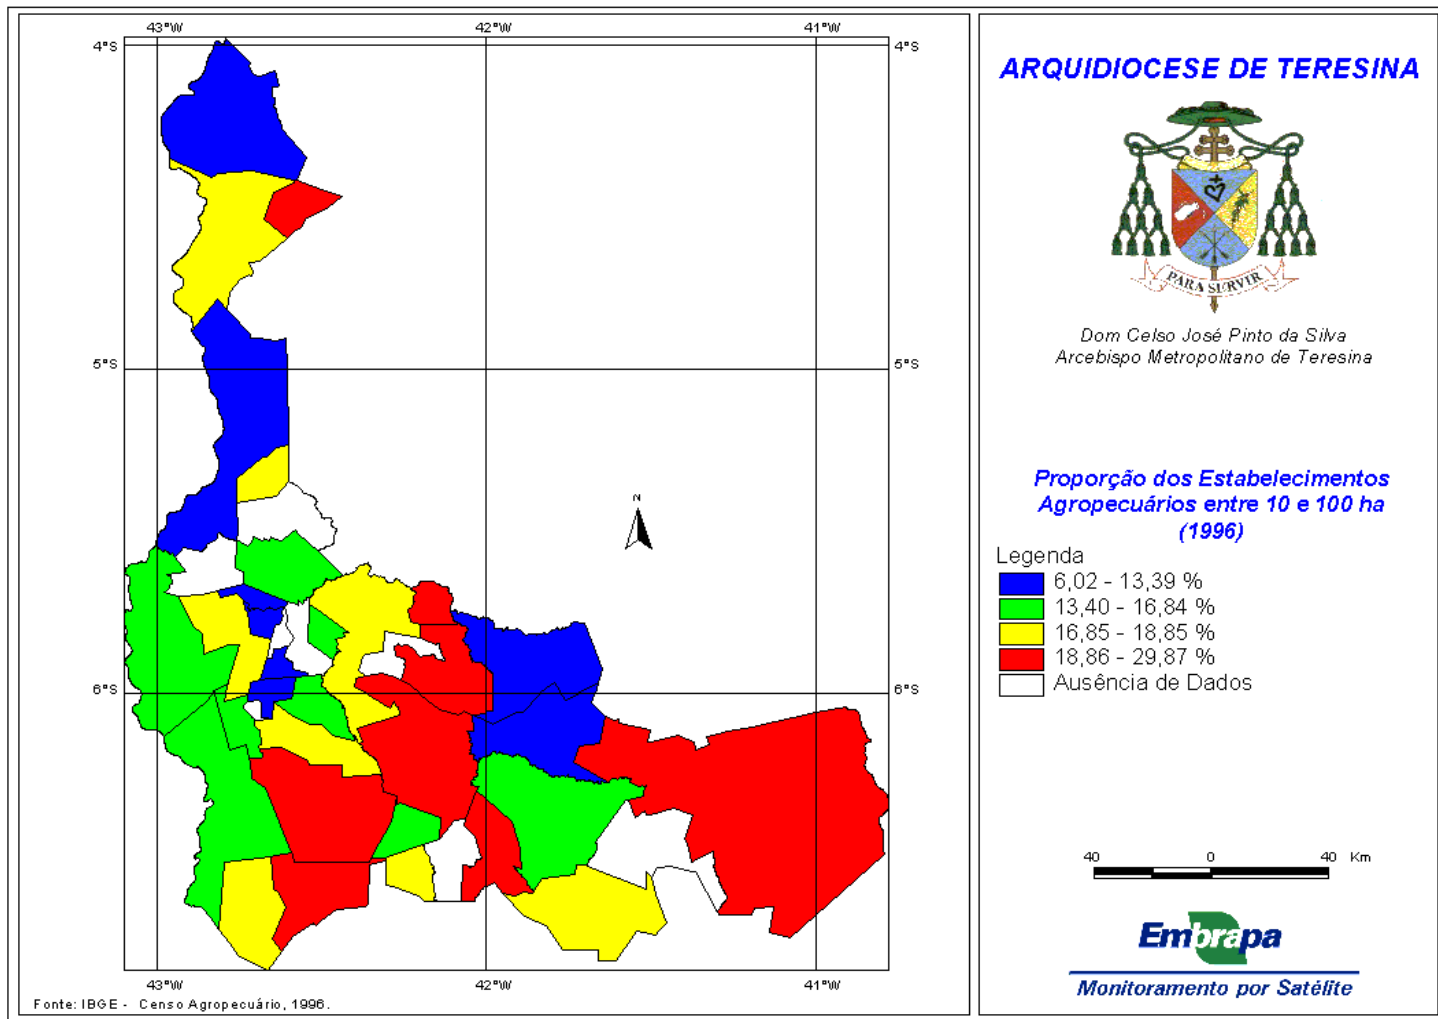 43°W 42°W 41°W
4°S 4°S
5°S 5°S
6°S 6°S
43°W 42°W 41°W
N
Fonte: IBGE - Censo Agropecuário, 1996.
ARQUIDIOCESE DE TERESINA
PARA SERVIR
Dom Celso José Pinto da Silva
Arcebispo Metropolitano de Teresina
Proporção dos Estabelecimentos
Agropecuários entre 10 e 100 ha
(1996)
Legenda
6,02 - 13,39 %
13,40 - 16,84 %
16,85 - 18,85 %
18,86 - 29,87 %
Ausência de Dados
40 0 40 Km
Embrapa
Monitoramento por Satélite